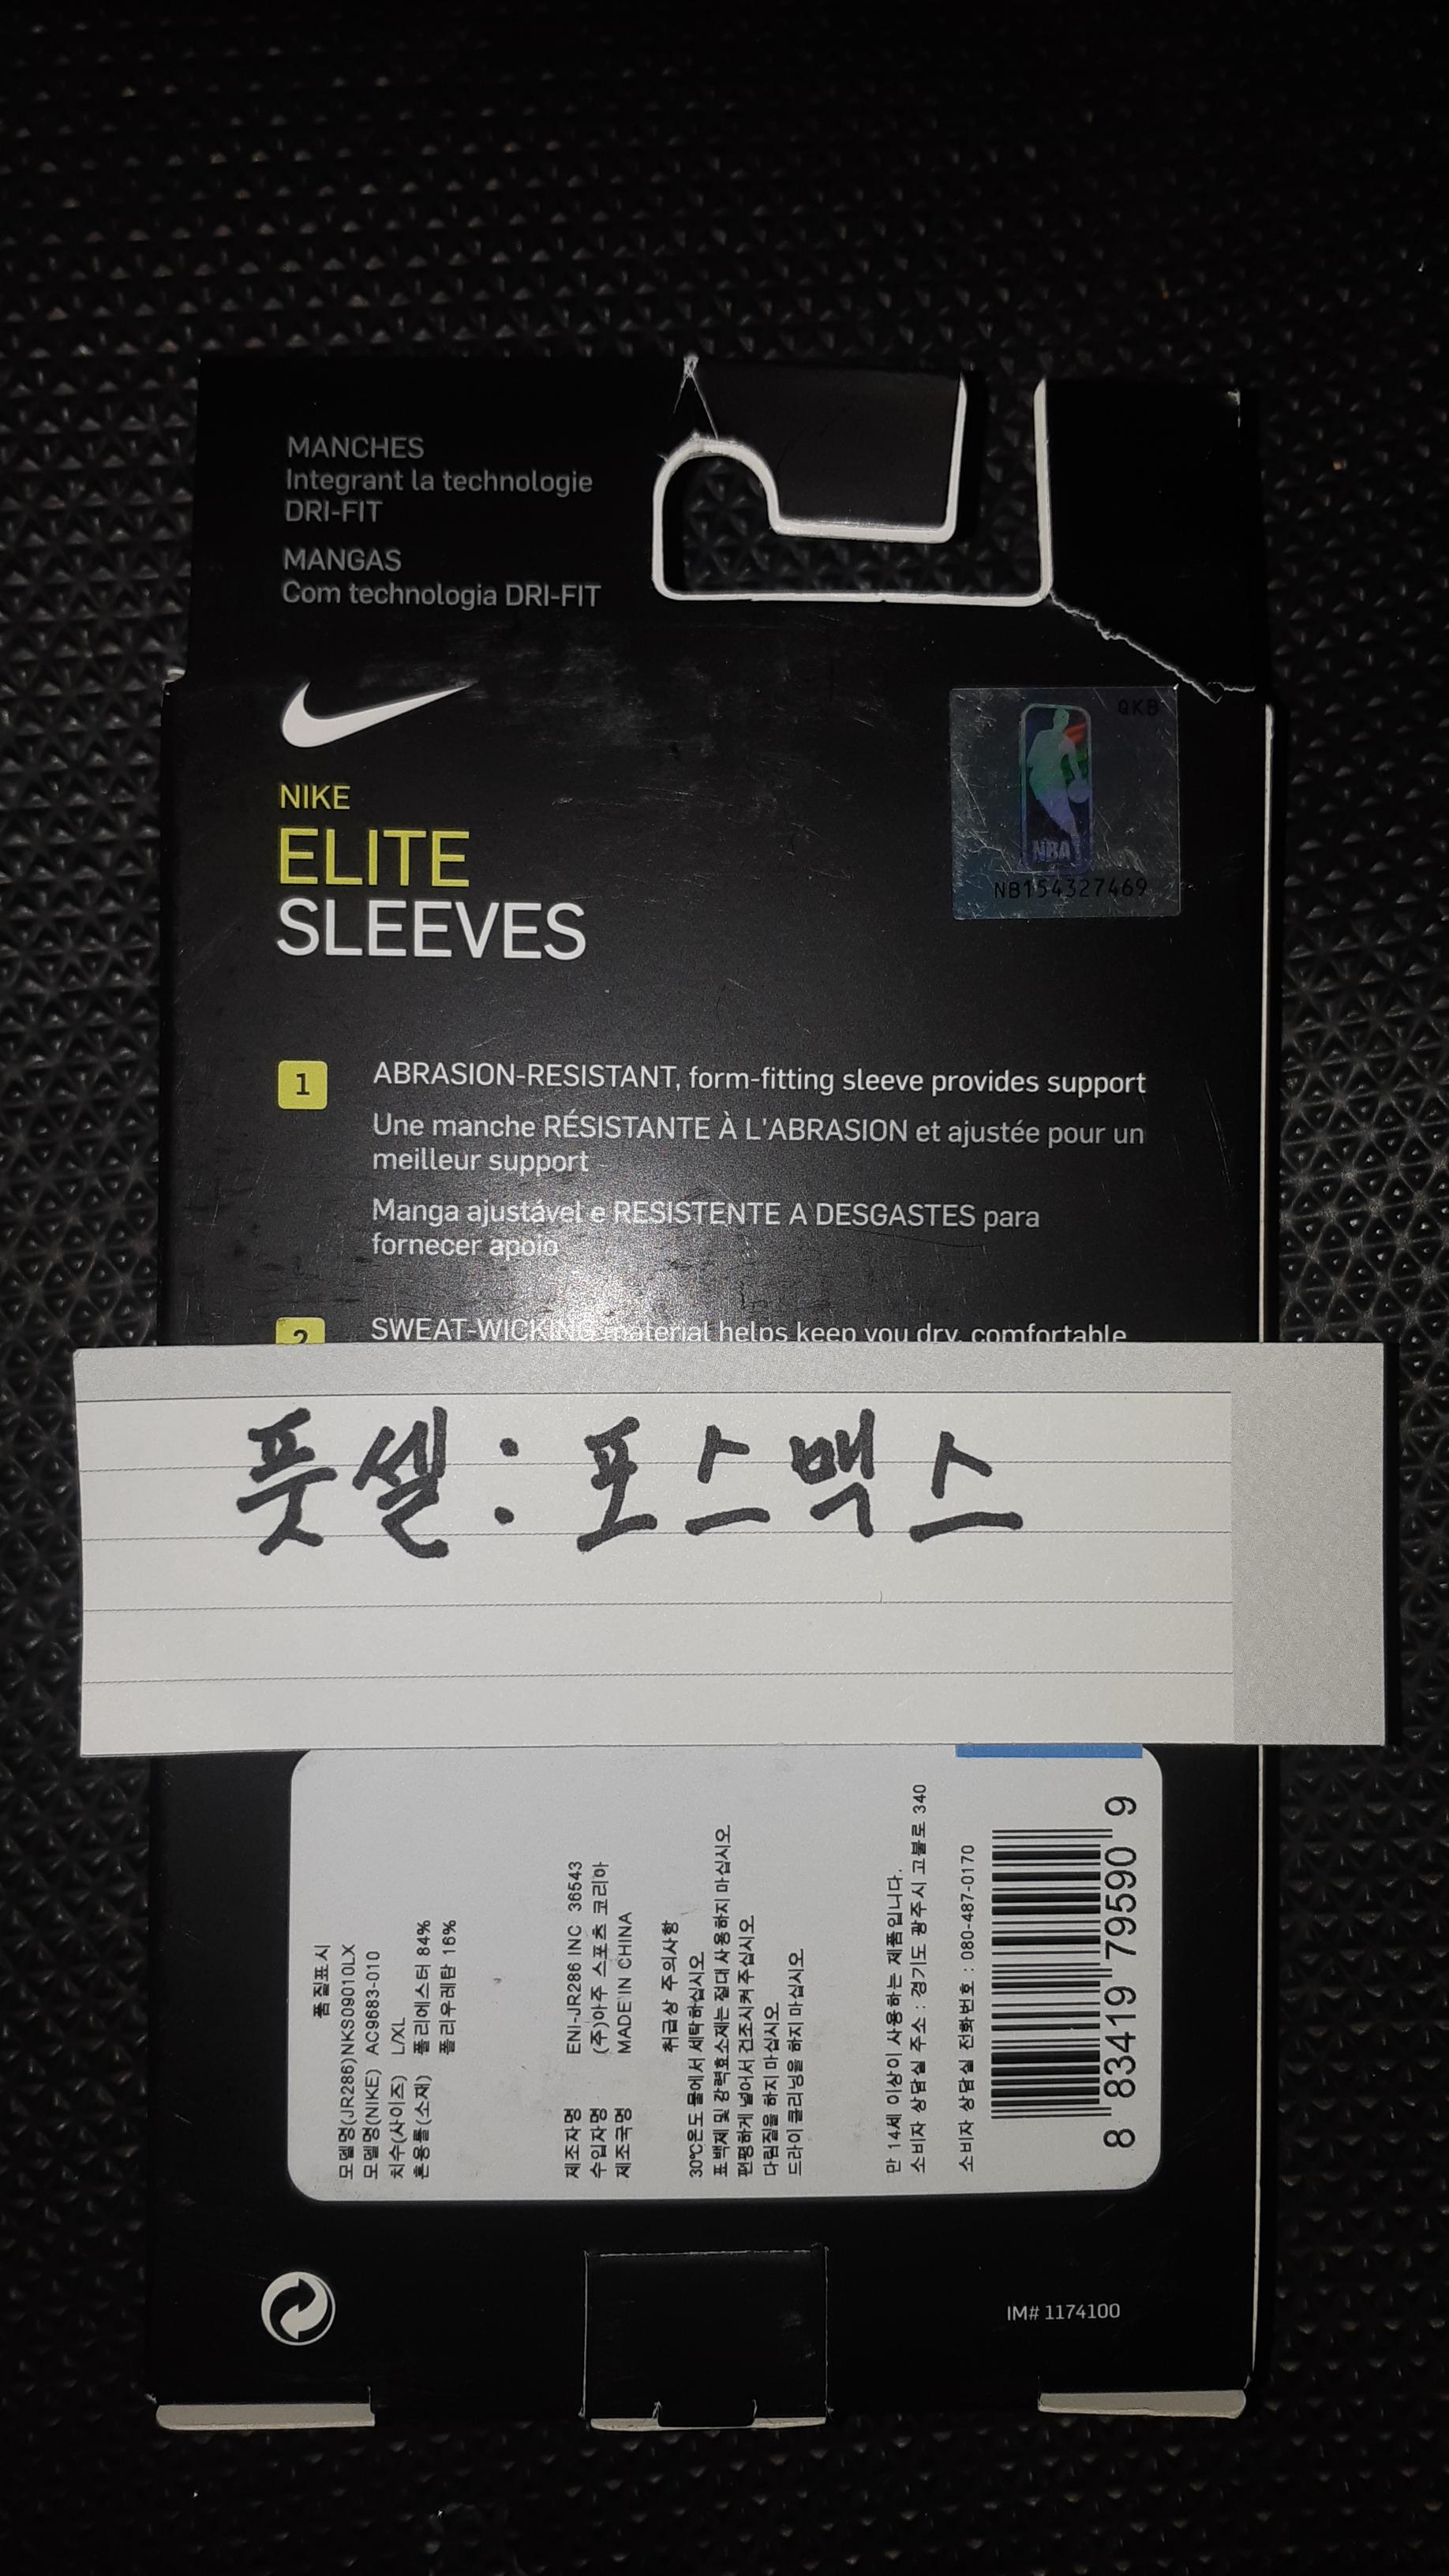 MANCHES
Integrant la technologie
DRI-FIT
MANGAS
Com technologia DRI-FIT
QKB
NBA
NB154327469
NIKE
ELITE
SLEEVES
1
ABRASION-RESISTANT, form-fitting sleeve provides support
Une manche RÉSISTANTE À L'ABRASION et ajustée pour un
meilleur support
Manga ajustável e RESISTENTE A DESGASTES para
fornecer apoio
2
SWEAT-WICKING material helps keep you dry, comfortable
풋셀 : 포스맥스
품질표시
모델명(JR286)NKS09010LX
모델명(NIKE) AC9683-010
치수(사이즈) L/XL
혼용률(소재) 폴리에스터 84%
폴리우레탄 16%
제조자명 ENI-JR286 INC 36543
수입자명 (주)아주 스포츠 코리아
제조국명 MADE IN CHINA
취급상 주의사항
30℃온도 물에서 세탁하십시오
표백제 및 강력효소제는 절대 사용하지 마십시오
편평하게 널어서 건조시켜 주십시오
다림질을 하지 마십시오
드라이 클리닝을 하지 마십시오
만 14세 이상이 사용하는 제품입니다.
소비자 상담실 주소 : 경기도 광주시 고불로 340
소비자 상담실 전화번호 : 080-487-0170
8 83419 79590 9
IM# 1174100